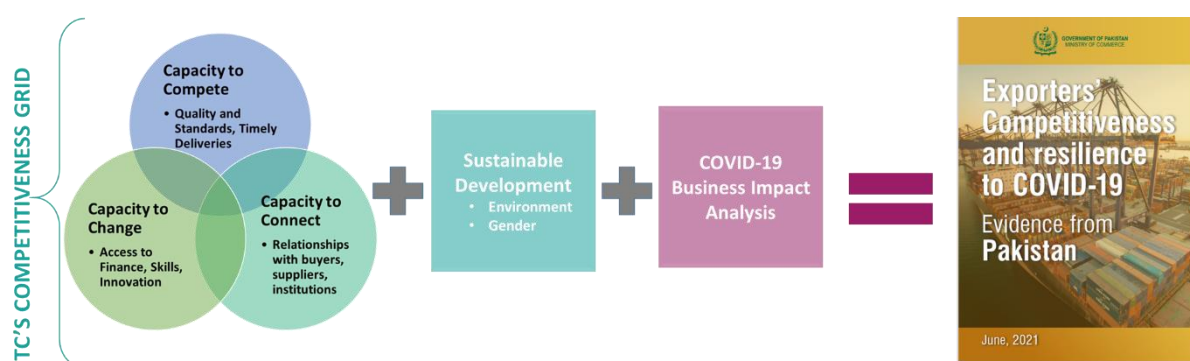 TC'S COMPETITIVENESS GRID
Capacity to
Compete
• Quality and
Standards, Timely
Deliveries
Capacity to
Change
• Access to
Finance, Skills,
Innovation
Capacity to
Connect
• Relationships
with buyers,
suppliers,
institutions
Sustainable
Development
• Environment
• Gender
COVID-19
Business Impact
Analysis
GOVERNMENT OF PAKISTAN
MINISTRY OF COMMERCE
Exporters'
Competitiveness
and resilience
to COVID-19
Evidence from
Pakistan
June, 2021